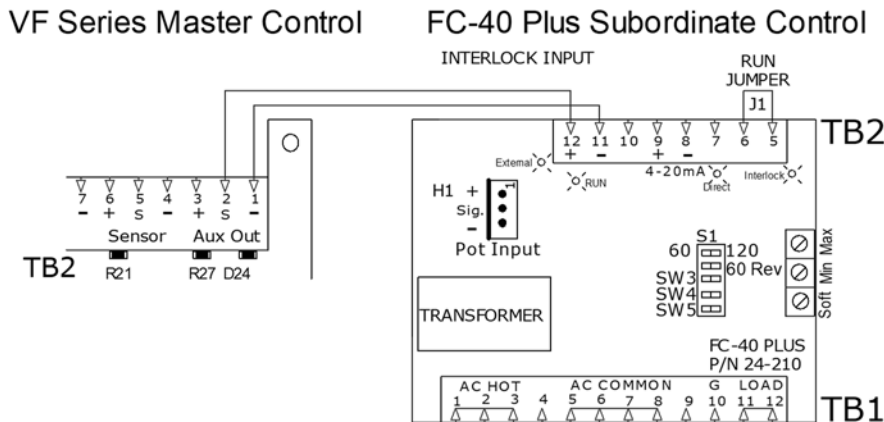 VF Series Master Control
FC-40 Plus Subordinate Control
INTERLOCK INPUT
RUN
JUMPER
J1
TB2
12 11 10 9 8 7 6 5
+ - + -
4-20mA
External
RUN
Direct
Interlock
7 6 5 4 3 2 1
- + S - + S -
Sensor Aux Out
TB2
R21 R27 D24
H1 +
Sig.
-
1
Pot Input
S1
60 120
60 Rev
SW3
SW4
SW5
Max
Min
Soft
TRANSFORMER
FC-40 PLUS
P/N 24-210
AC HOT AC COMMON G LOAD
1 2 3 4 5 6 7 8 9 10 11 12
TB1